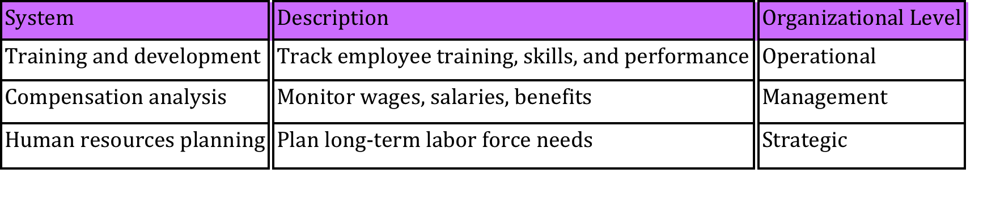 System Description Organizational Level
Training and development Track employee training, skills, and performance Operational
Compensation analysis Monitor wages, salaries, benefits Management
Human resources planning Plan long-term labor force needs Strategic